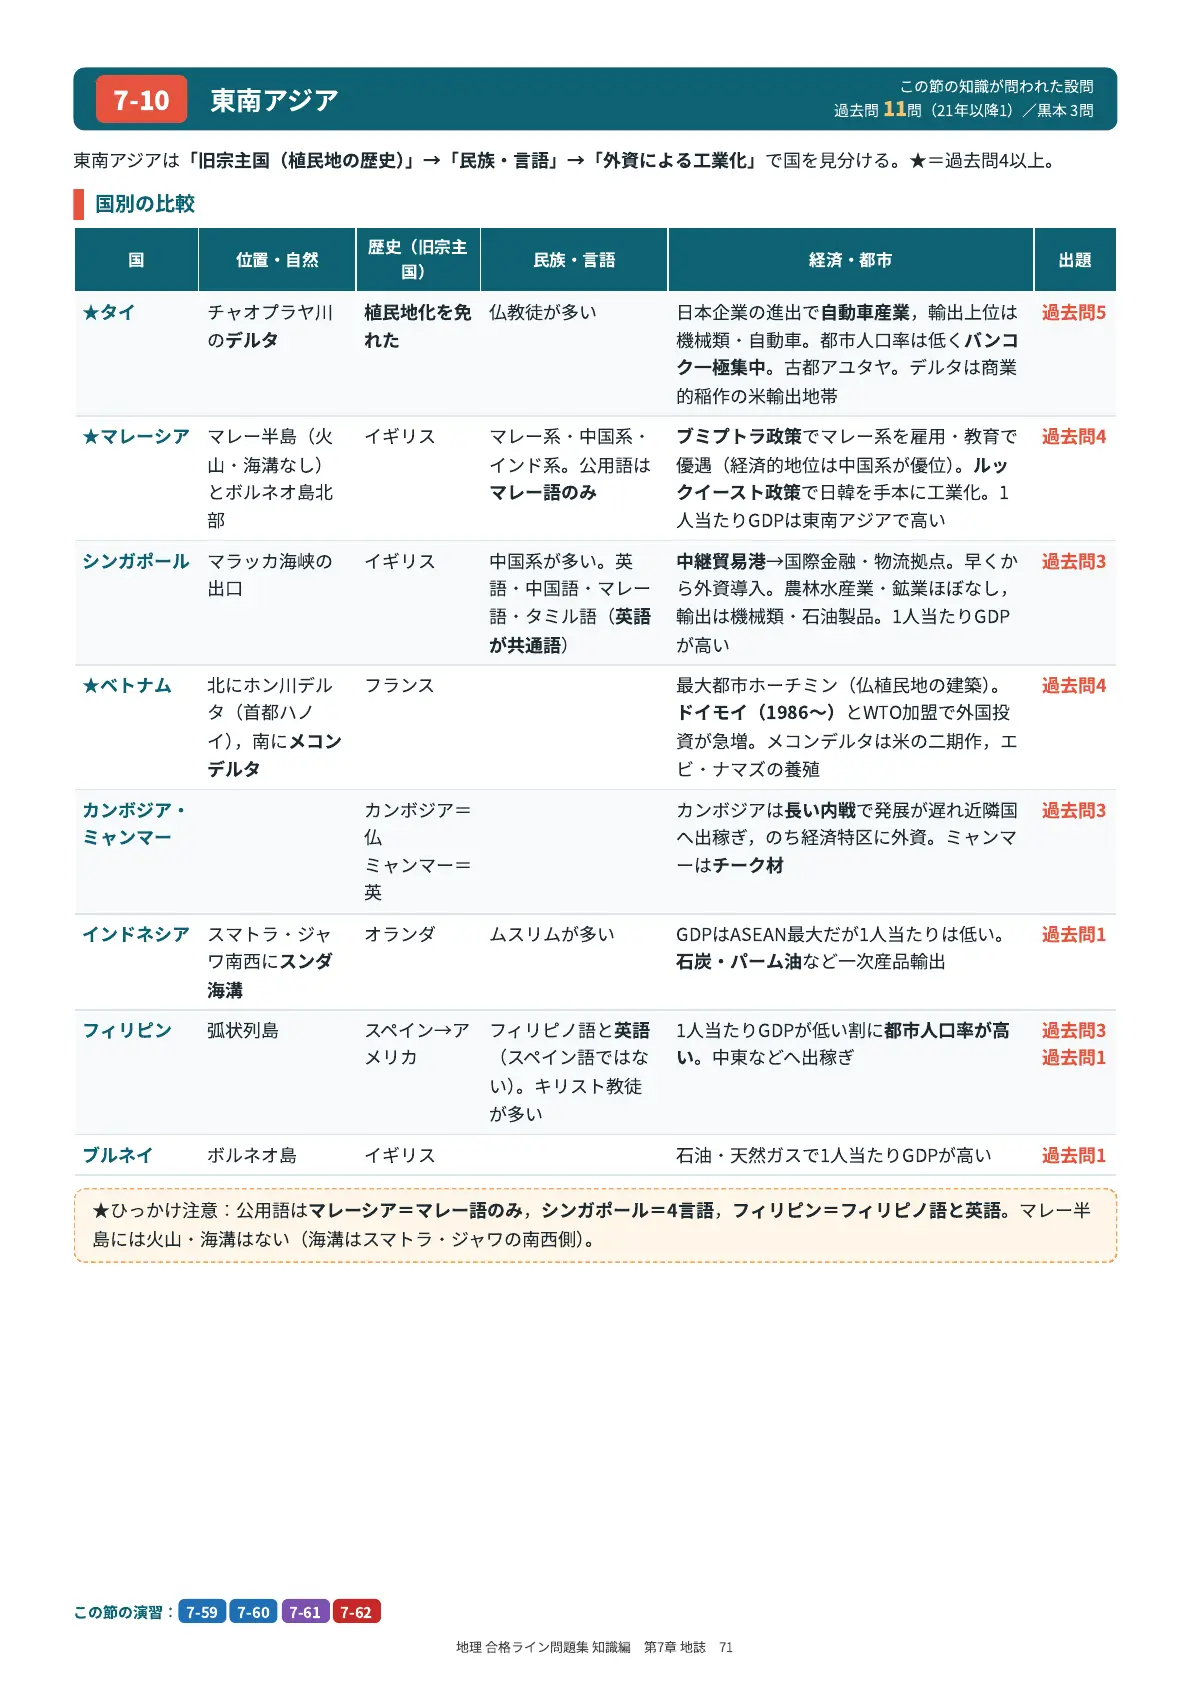 7-10 東南アジア
この節の知識が問われた設問
過去問 11問（21年以降1）／黒本 3問
東南アジアは「旧宗主国（植民地の歴史）」→「民族・言語」→「外資による工業化」で国を見分ける。★＝過去問4以上。
国別の比較
国 位置・自然 歴史（旧宗主国） 民族・言語 経済・都市 出題
★タイ
チャオプラヤ川
のデルタ
植民地化を免
れた
仏教徒が多い
日本企業の進出で自動車産業，輸出上位は
機械類・自動車。都市人口率は低くバンコ
ク一極集中。古都アユタヤ。デルタは商業
的稲作の米輸出地帯
過去問5
★マレーシア
マレー半島（火
山・海溝なし）
とボルネオ島北
部
イギリス
マレー系・中国系・
インド系。公用語は
マレー語のみ
ブミプトラ政策でマレー系を雇用・教育で
優遇（経済的地位は中国系が優位）。ルッ
クイースト政策で日韓を手本に工業化。1
人当たりGDPは東南アジアで高い
過去問4
シンガポール
マラッカ海峡の
出口
イギリス
中国系が多い。英
語・中国語・マレー
語・タミル語（英語
が共通語）
中継貿易港→国際金融・物流拠点。早くか
ら外資導入。農林水産業・鉱業ほぼなし，
輸出は機械類・石油製品。1人当たりGDP
が高い
過去問3
★ベトナム
北にホン川デル
タ（首都ハノ
イ），南にメコン
デルタ
フランス
最大都市ホーチミン（仏植民地の建築）。
ドイモイ（1986〜）とWTO加盟で外国投
資が急増。メコンデルタは米の二期作，エ
ビ・ナマズの養殖
過去問4
カンボジア・
ミャンマー
カンボジア＝
仏
ミャンマー＝
英
カンボジアは長い内戦で発展が遅れ近隣国
へ出稼ぎ，のち経済特区に外資。ミャンマ
ーはチーク材
過去問3
インドネシア
スマトラ・ジャ
ワ南西にスンダ
海溝
オランダ
ムスリムが多い
GDPはASEAN最大だが1人当たりは低い。
石炭・パーム油など一次産品輸出
過去問1
フィリピン
弧状列島
スペイン→ア
メリカ
フィリピノ語と英語
（スペイン語ではな
い）。キリスト教徒
が多い
1人当たりGDPが低い割に都市人口率が高
い。中東などへ出稼ぎ
過去問3
過去問1
ブルネイ
ボルネオ島
イギリス
石油・天然ガスで1人当たりGDPが高い
過去問1
★ひっかけ注意：公用語はマレーシア＝マレー語のみ，シンガポール＝4言語，フィリピン＝フィリピノ語と英語。マレー半
島には火山・海溝はない（海溝はスマトラ・ジャワの南西側）。
この節の演習： 7-59 7-60 7-61 7-62
地理 合格ライン問題集 知識編　第7章 地誌　71